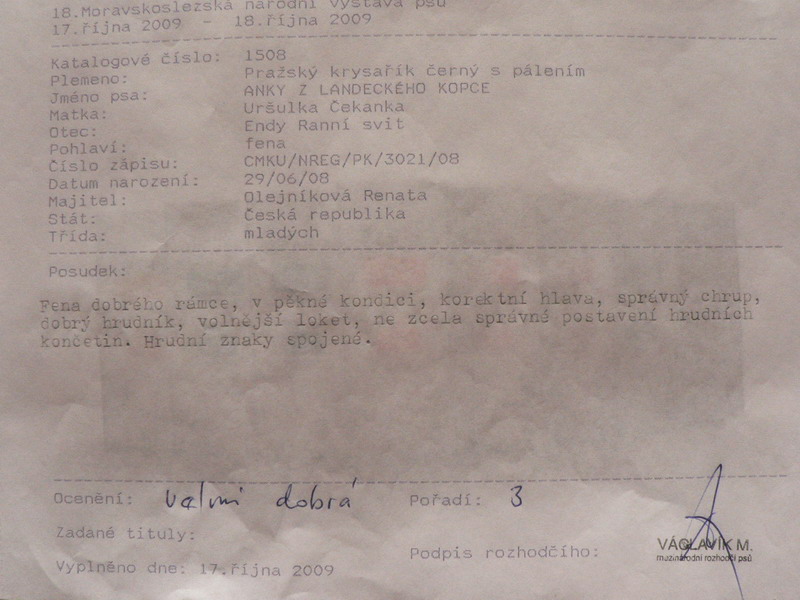 18.Moravskoslezská národní výstava psů
17.října 2009 - 18.října 2009
Katalogové číslo: 1508
Plemeno: Pražský krysařík černý s pálením
Jméno psa: ANKY Z LANDECKÉHO KOPCE
Matka: Uršulka Čekanka
Otec: Endy Ranní svit
Pohlaví: fena
Číslo zápisu: CMKU/NREG/PK/3021/08
Datum narození: 29/06/08
Majitel: Olejníková Renata
Stát: Česká republika
Třída: mladých
Posudek:
Fena dobrého rámce, v pěkné kondici, korektní hlava, správný chrup,
dobrý hrudník, volnější loket, ne zcela správné postavení hrudních
končetin. Hrudní znaky spojené.
Ocenění: velmi dobrá Pořadí: 3
Zadané tituly:
Podpis rozhodčího: VÁCLAVÍK M.
mezinárodní rozhodčí psů
Vyplněno dne: 17.října 2009